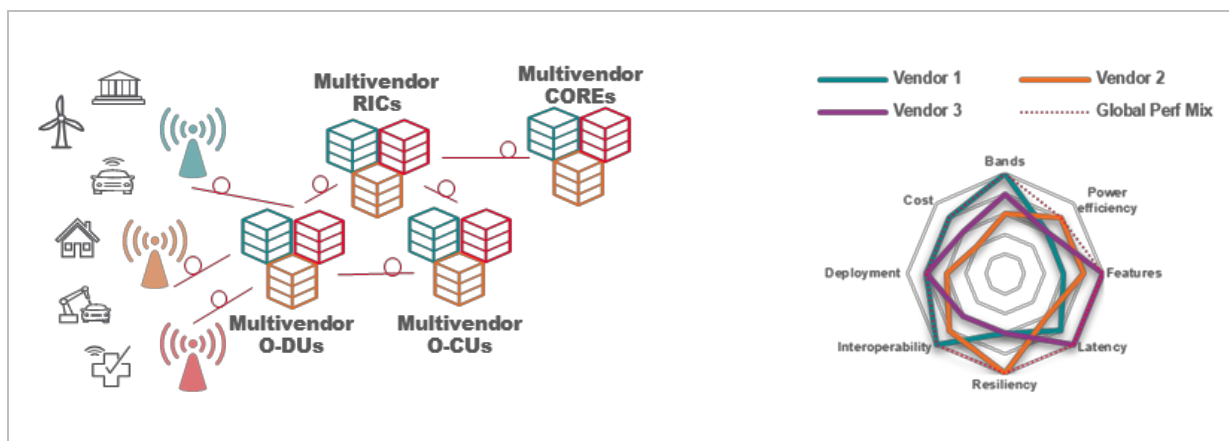 Multivendor
RICs
Multivendor
COREs
Multivendor
O-DUs
Multivendor
O-CUs
Vendor 1
Vendor 2
Vendor 3
Global Perf Mix
Bands
Power
efficiency
Features
Latency
Resiliency
Interoperability
Deployment
Cost